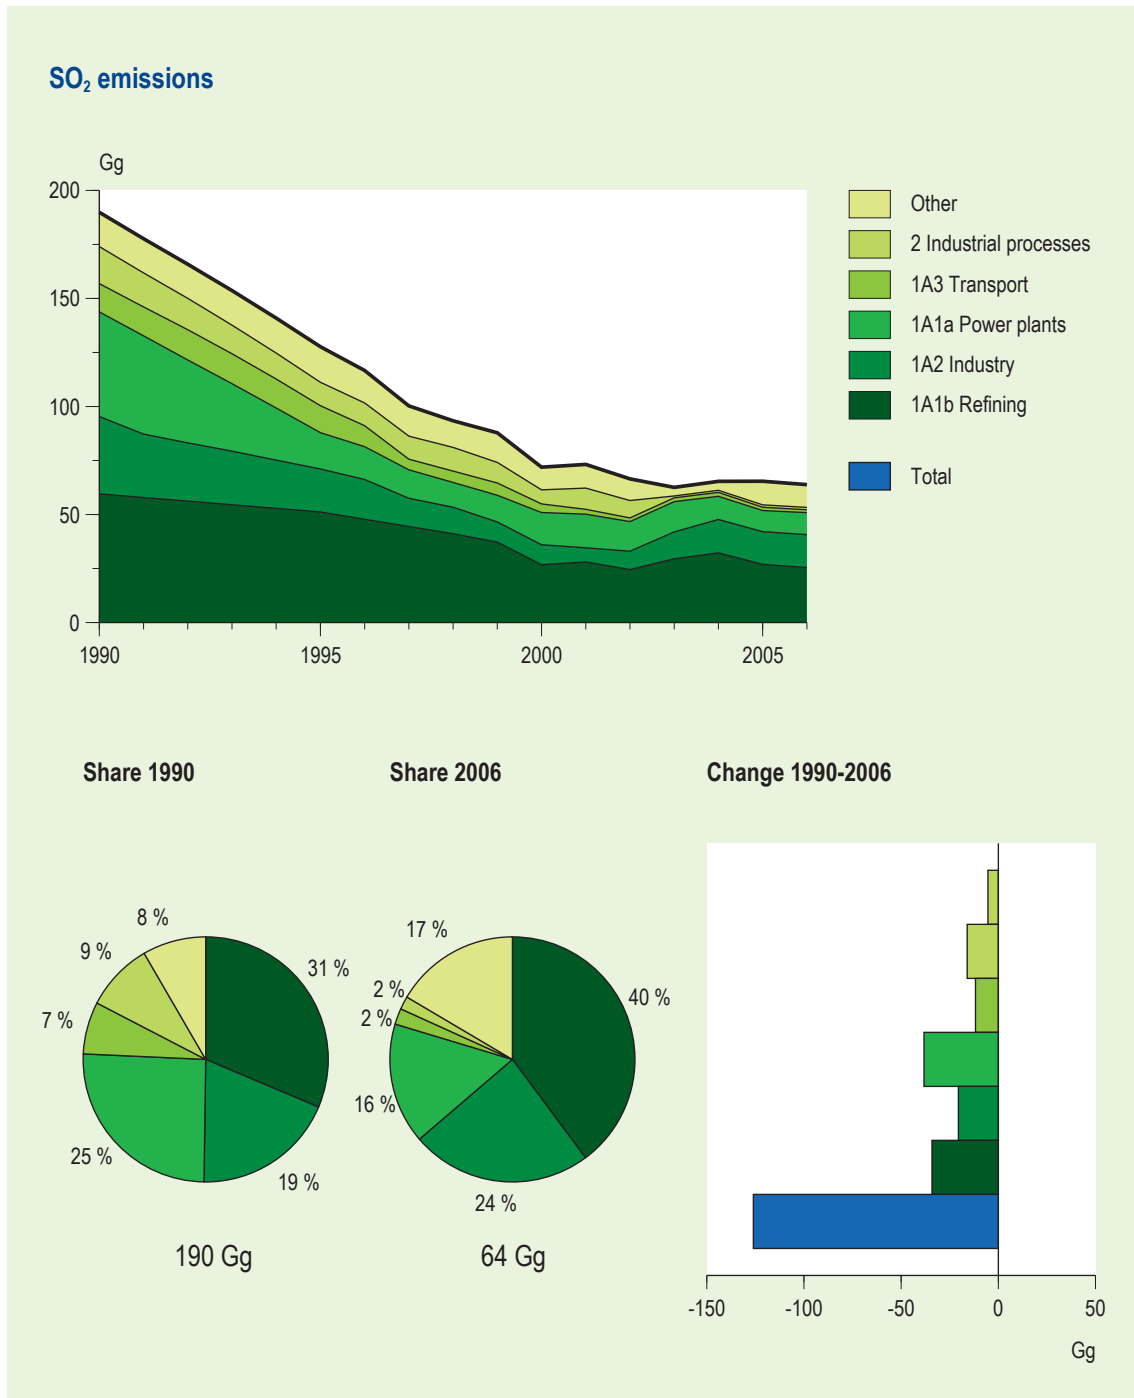 SO₂ emissions
Gg
200
150
100
50
0
1990 1995 2000 2005
Other
2 Industrial processes
1A3 Transport
1A1a Power plants
1A2 Industry
1A1b Refining
Total
Share 1990
8 %
9 %
7 %
25 %
19 %
31 %
190 Gg
Share 2006
17 %
2 %
2 %
16 %
24 %
40 %
64 Gg
Change 1990-2006
-150 -100 -50 0 50
Gg